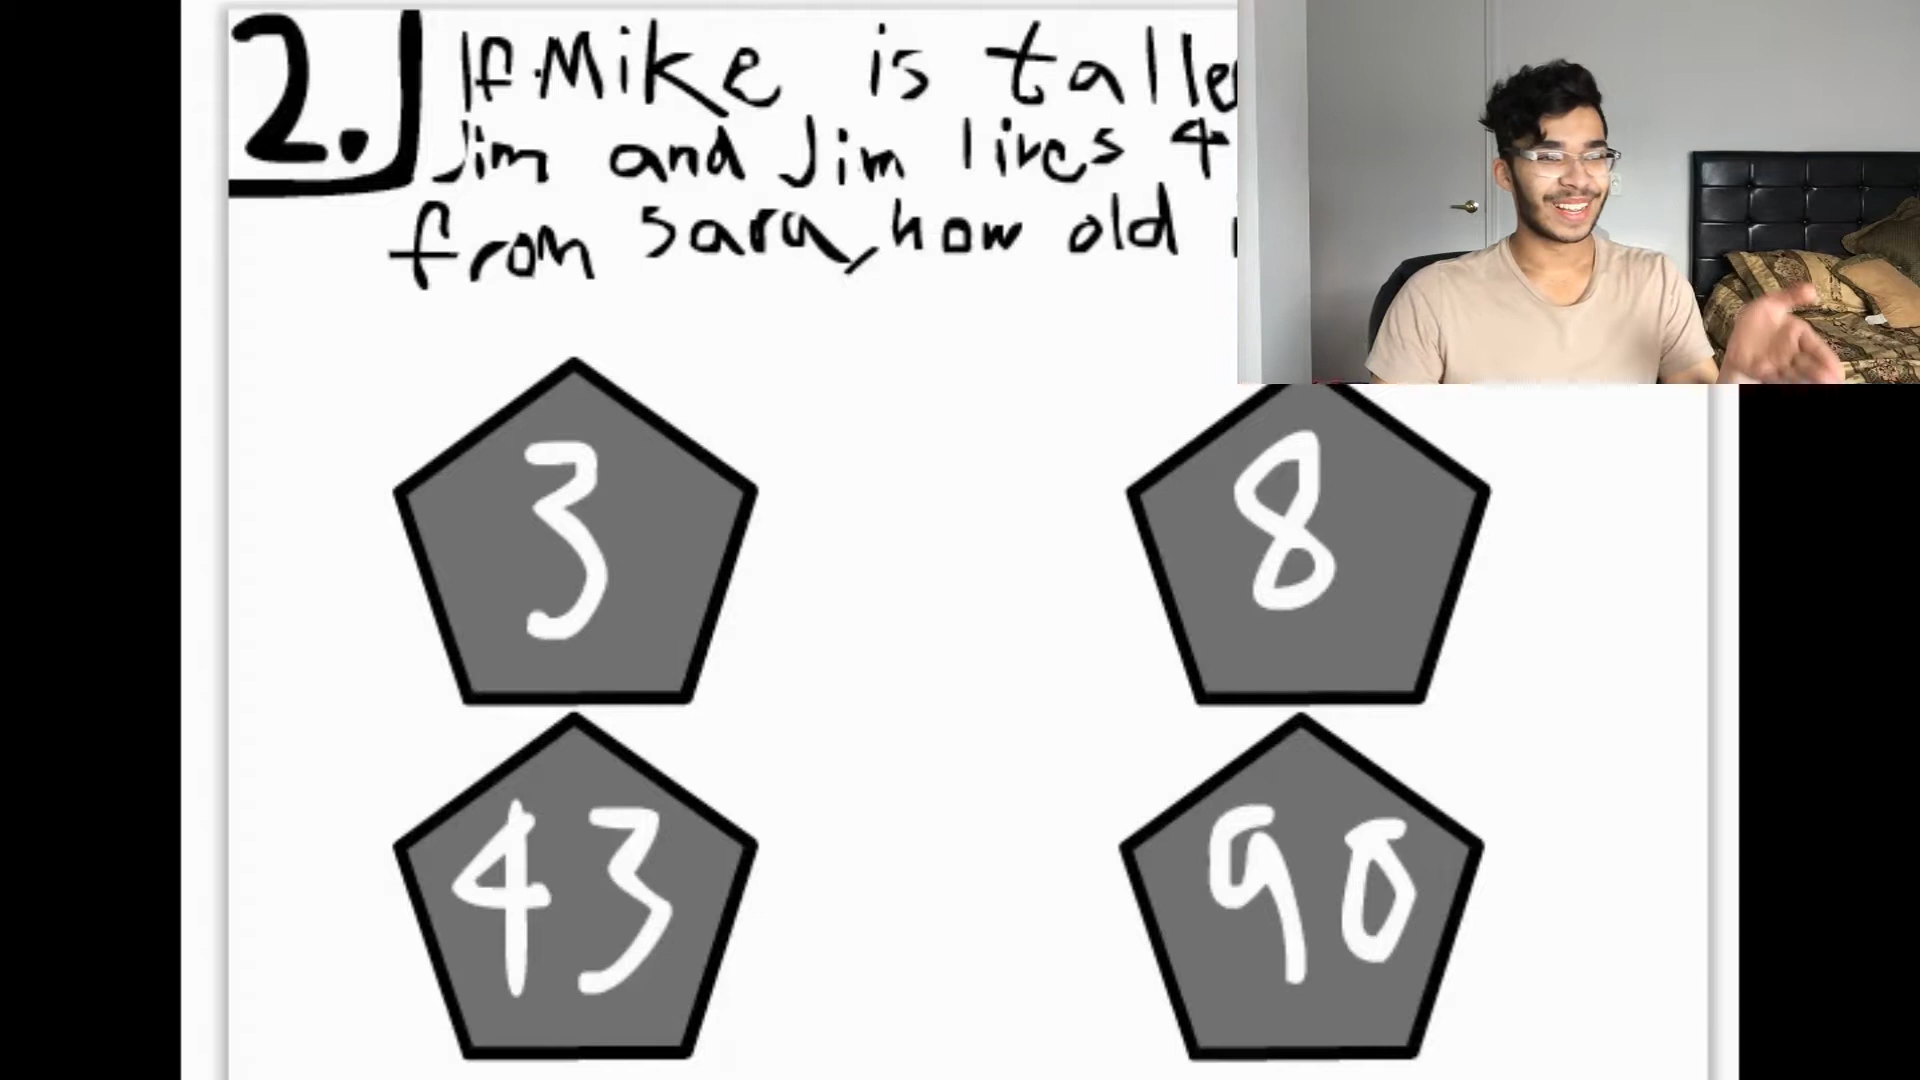 2.
If Mike is talle
Jim and Jim lives 4
from sara, how old
3
8
43
90